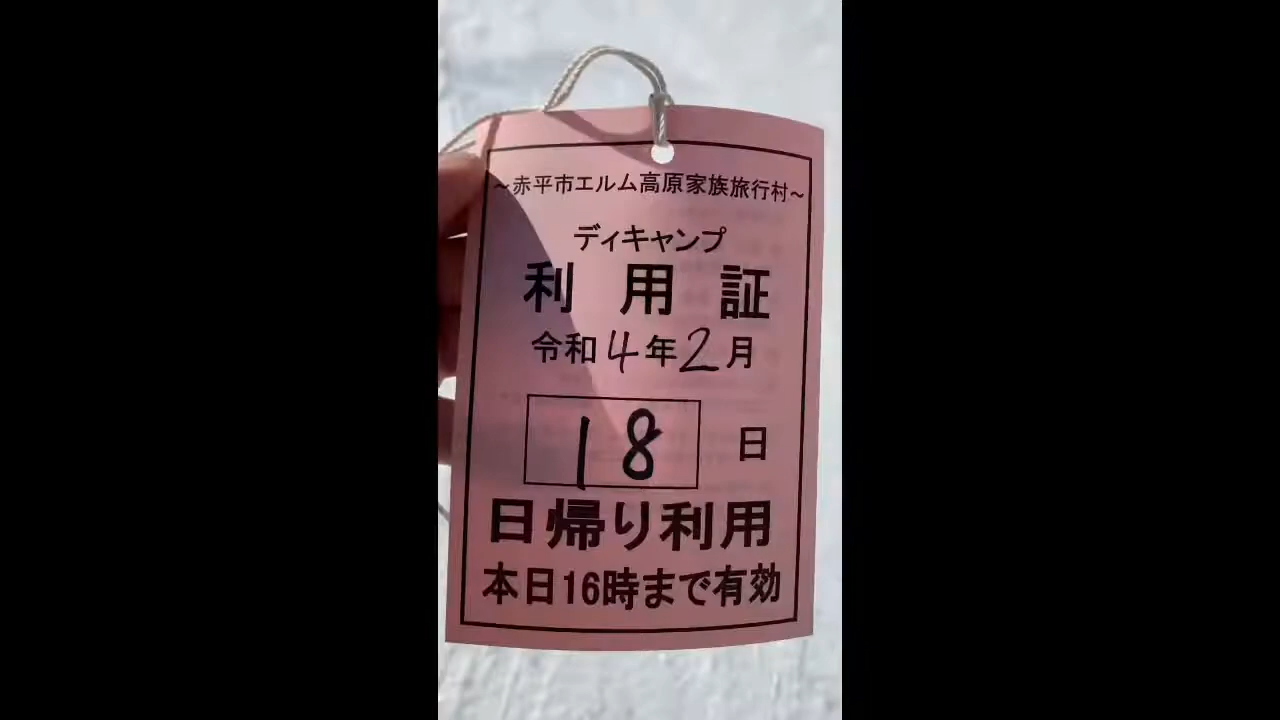 ～赤平市エルム高原家族旅行村～
ディキャンプ
利用証
令和4年2月
18日
日帰り利用
本日16時まで有効